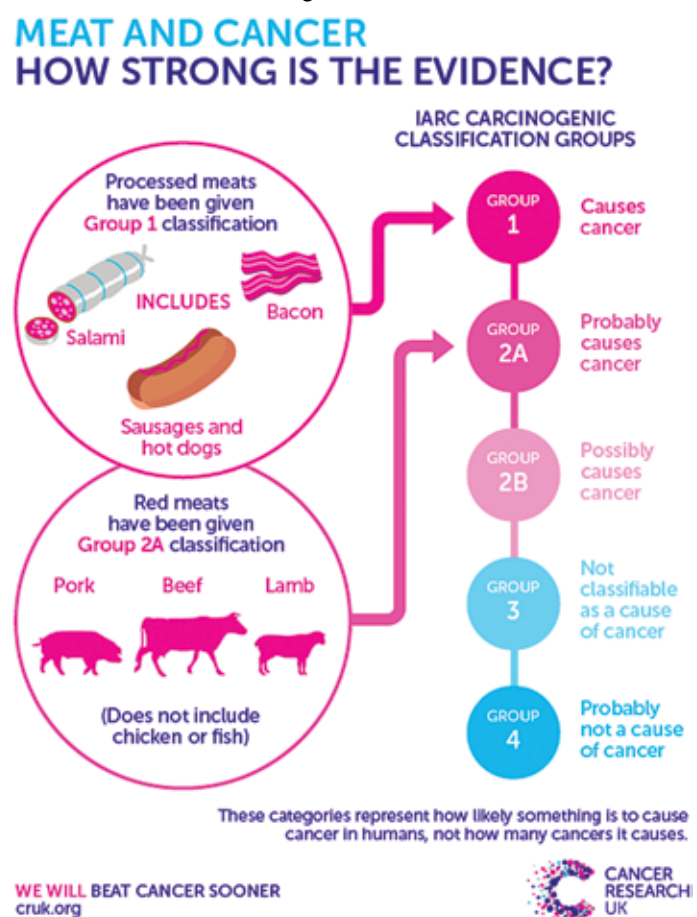 MEAT AND CANCER
HOW STRONG IS THE EVIDENCE?
IARC CARCINOGENIC
CLASSIFICATION GROUPS
Processed meats
have been given
Group 1 classification
INCLUDES
Salami
Bacon
Sausages and
hot dogs
Red meats
have been given
Group 2A classification
Pork
Beef
Lamb
(Does not include
chicken or fish)
GROUP
1
Causes
cancer
GROUP
2A
Probably
causes
cancer
GROUP
2B
Possibly
causes
cancer
GROUP
3
Not
classifiable
as a cause
of cancer
GROUP
4
Probably
not a cause
of cancer
These categories represent how likely something is to cause
cancer in humans, not how many cancers it causes.
WE WILL BEAT CANCER SOONER
cruk.org
CANCER
RESEARCH
UK